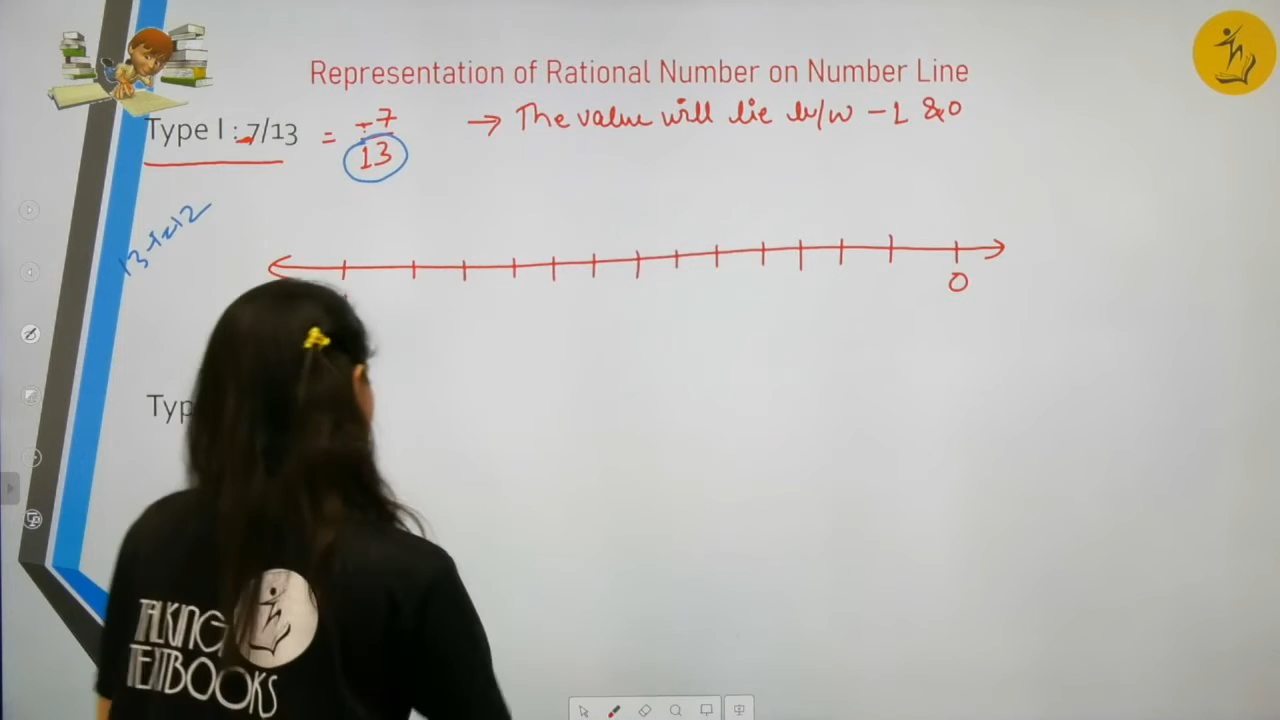 Representation of Rational Number on Number Line
Type I : -7/13 = -7/13 → The value will lie b/w -1 & 0
13-1=12
0
Typ
TALKING
TEXTBOOKS